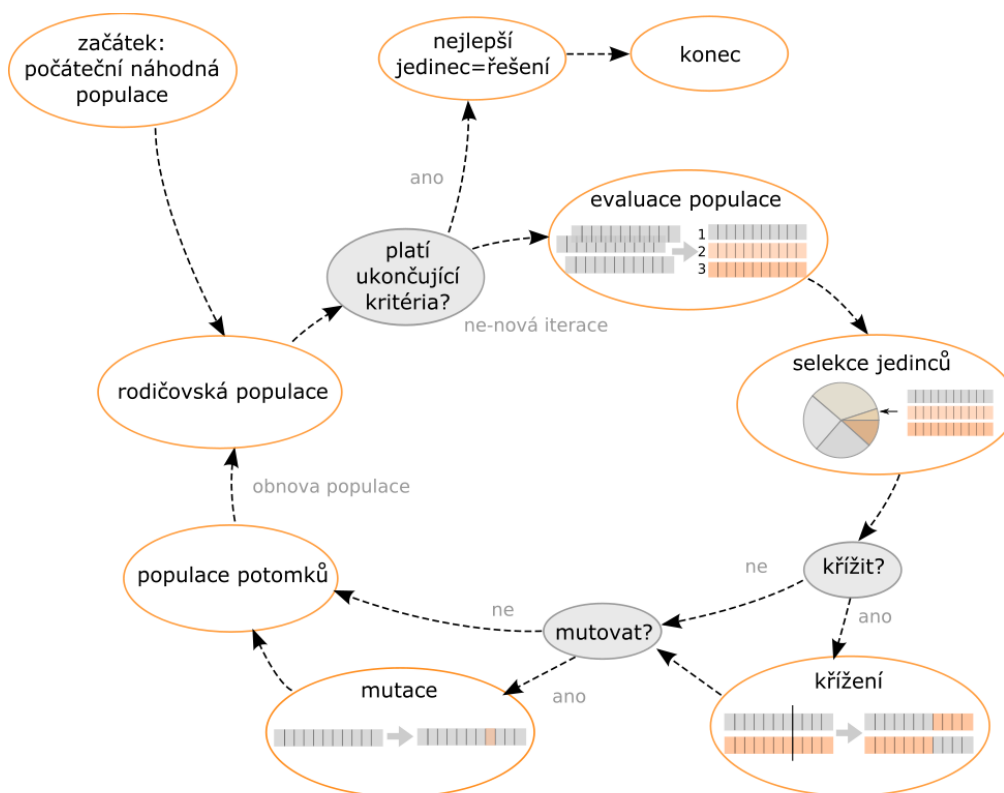 začátek:
počáteční náhodná
populace
nejlepší
jedinec=řešení
konec
ano
platí
ukončující
kritéria?
ne-nová iterace
evaluace populace
1
2
3
selekce jedinců
rodičovská populace
obnova populace
křížit?
ne
ano
populace potomků
ne
mutovat?
ano
mutace
křížení